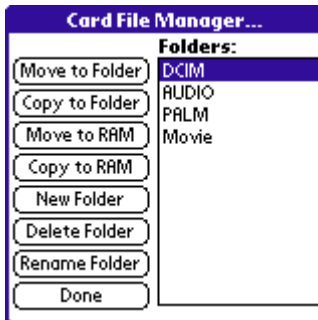 Card File Manager...
Folders:
Move to Folder
Copy to Folder
Move to RAM
Copy to RAM
New Folder
Delete Folder
Rename Folder
Done
DCIM
AUDIO
PALM
Movie